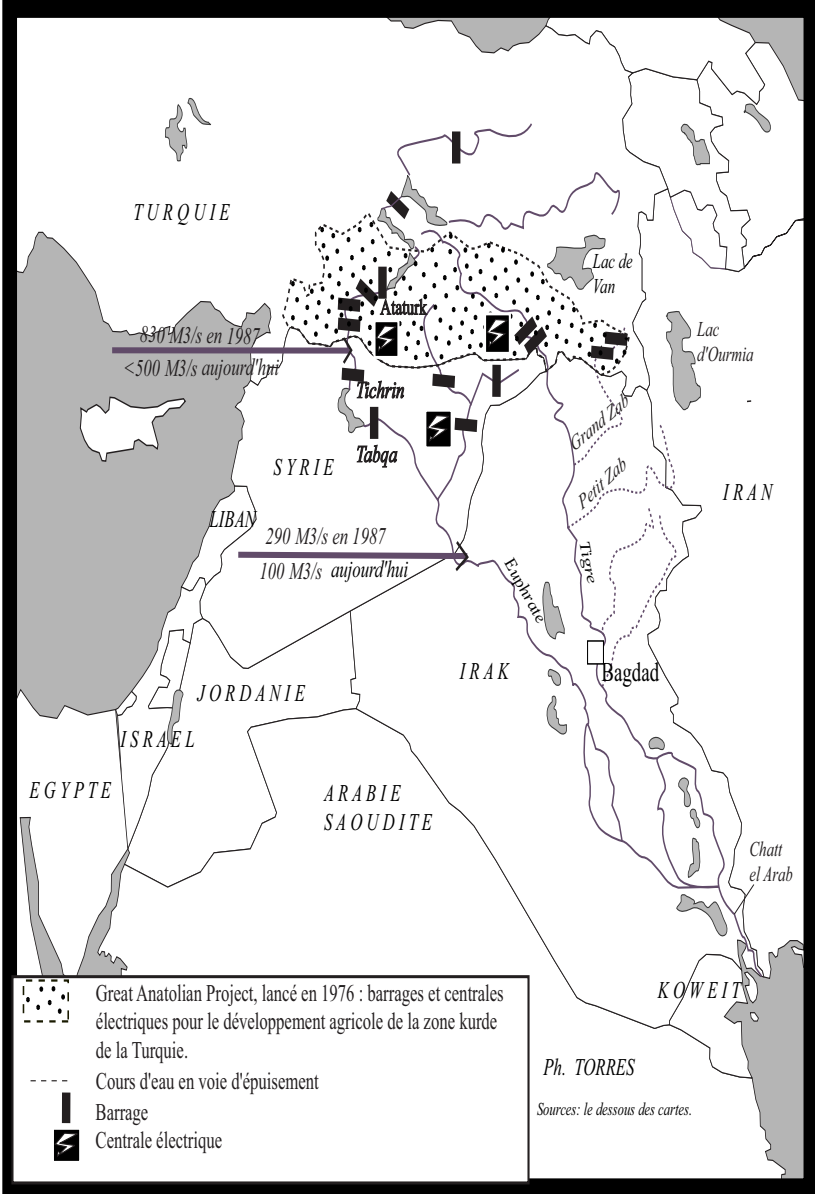 TURQUIE
Lac de
Van
Ataturk
830 M3/s en 1987
<500 M3/s aujourd'hui
Lac
d'Ourmia
Tichrin
Grand Zab
Tabqa
SYRIE
Petit Zab
IRAN
LIBAN
290 M3/s en 1987
100 M3/s aujourd'hui
Euphrate
Tigre
IRAK
Bagdad
JORDANIE
ISRAEL
EGYPTE
ARABIE
SAOUDITE
Chatt
el Arab
KOWEIT
Great Anatolian Project, lancé en 1976 : barrages et centrales
électriques pour le développement agricole de la zone kurde
de la Turquie.
Cours d'eau en voie d'épuisement
Barrage
Centrale électrique
Ph. TORRES
Sources: le dessous des cartes.